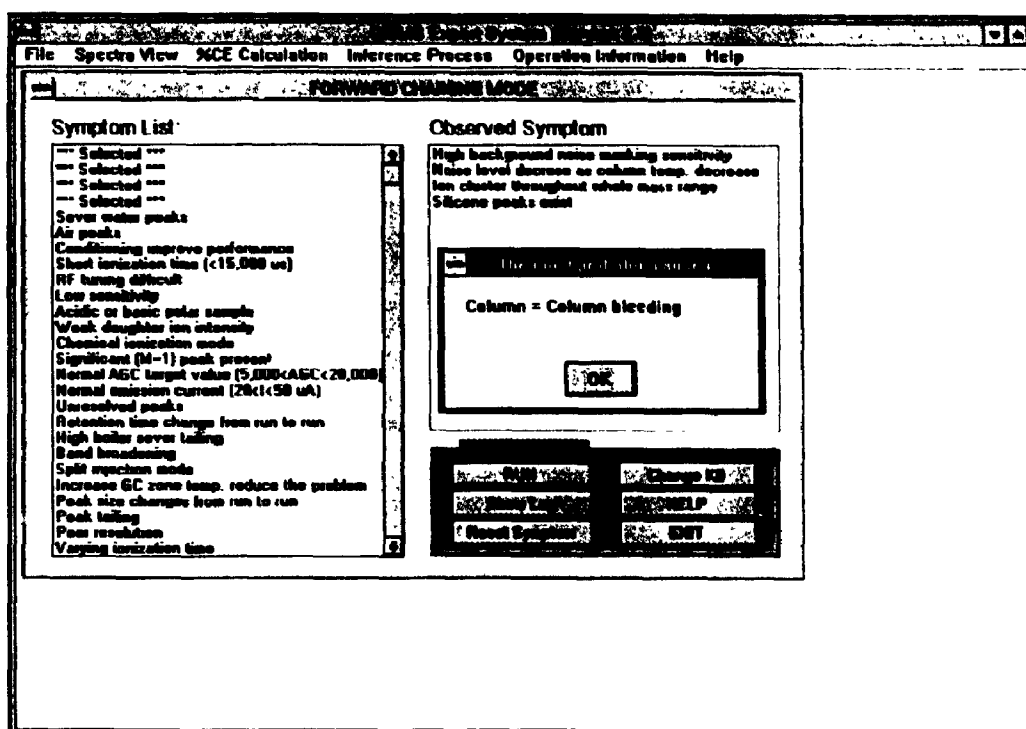 Expert System
File Spectra View %CE Calculation Inference Process Operation Information Help
FORWARD CHAINING MODE
Symptom List
Observed Symptom
*** Selected ***
*** Selected ***
*** Selected ***
*** Selected ***
Sever water peaks
Air peaks
Conditioning improve performance
Short ionization time (<15,000 us)
RF tuning difficult
Low sensitivity
Acidic or basic polar sample
Weak daughter ion intensity
Chemical ionization mode
Significant (M-1) peak present
Normal AGC target value (5,000<AGC<20,000)
Normal emission current (20<I<50 uA)
Unresolved peaks
Retention time change from run to run
High boiler sever tailing
Band broadening
Split injection mode
Increase GC zone temp. reduce the problem
Peak size changes from run to run
Peak tailing
Poor resolution
Varying ionization time
High background noise masking sensitivity
Noise level decrease as column temp. decrease
Ion cluster throughout whole mass range
Silicone peaks exist
Column = Column bleeding
OK
RUN
Change KB
HELP
Reset Symptom
EXIT